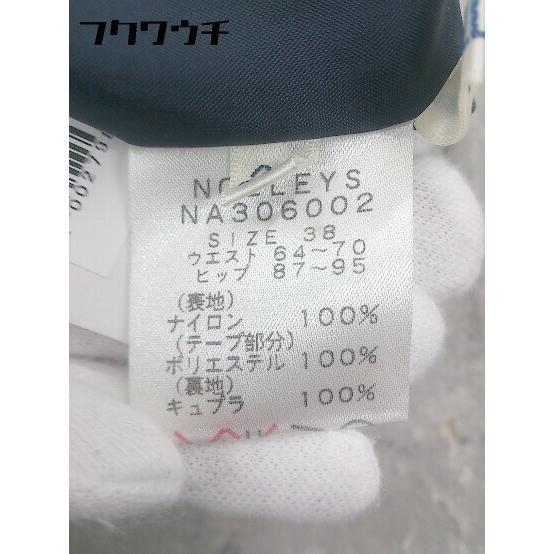 フクワウチ
NOLLEYS
NA306002
SIZE 38
ウエスト 64~70
ヒップ 87~95
(表地)
ナイロン 100%
(テープ部分)
ポリエステル 100%
(裏地)
キュプラ 100%